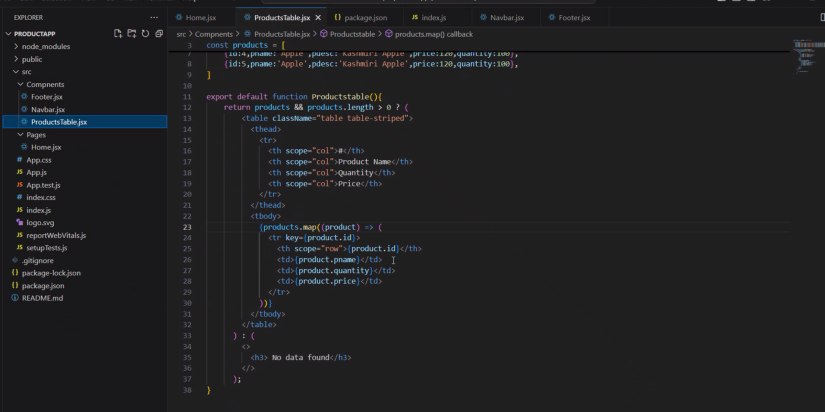 EXPLORER
PRODUCTAPP
node_modules
public
src
Compnents
Footer.jsx
Navbar.jsx
ProductsTable.jsx
Pages
Home.jsx
App.css
App.js
App.test.js
index.css
index.js
logo.svg
reportWebVitals.js
setupTests.js
.gitignore
package-lock.json
package.json
README.md
Home.jsx ProductsTable.jsx package.json index.js Navbar.jsx Footer.jsx
src > Compnents > ProductsTable.jsx > Productstable > products.map() callback
3 const products = [
7 {id:4,pname:'Apple',pdesc:'Kashmiri Apple',price:120,quantity:100},
8 {id:5,pname:'Apple',pdesc:'Kashmiri Apple',price:120,quantity:100},
9 ]
10
11 export default function Productstable(){
12 return products && products.length > 0 ? (
13 <table className="table table-striped">
14 <thead>
15 <tr>
16 <th scope="col">#</th>
17 <th scope="col">Product Name</th>
18 <th scope="col">Quantity</th>
19 <th scope="col">Price</th>
20 </tr>
21 </thead>
22 <tbody>
23 {products.map((product) => (
24 <tr key={product.id}>
25 <th scope="row">{product.id}</th>
26 <td>{product.pname}</td>
27 <td>{product.quantity}</td>
28 <td>{product.price}</td>
29 </tr>
30 ))}
31 </tbody>
32 </table>
33 ) : (
34 <>
35 <h3> No data found</h3>
36 </>
37 );
38 }